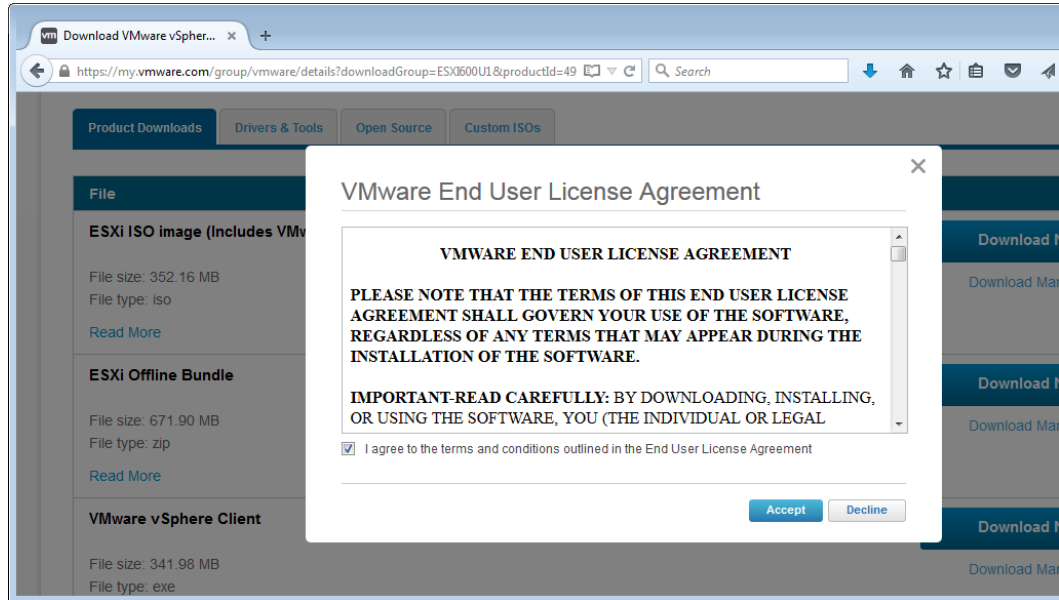 vm Download VMware vSpher... × +
https://my.vmware.com/group/vmware/details?downloadGroup=ESXI600U1&productId=49 Search
Product Downloads Drivers & Tools Open Source Custom ISOs
File
ESXi ISO image (Includes
File size: 352.16 MB
File type: iso
Read More
Download
Download
ESXi Offline Bundle
File size: 671.90 MB
File type: zip
Read More
Download
Download
VMware vSphere Client
File size: 341.98 MB
File type: exe
Download
Download
VMware End User License Agreement
VMWARE END USER LICENSE AGREEMENT
PLEASE NOTE THAT THE TERMS OF THIS END USER LICENSE
AGREEMENT SHALL GOVERN YOUR USE OF THE SOFTWARE,
REGARDLESS OF ANY TERMS THAT MAY APPEAR DURING THE
INSTALLATION OF THE SOFTWARE.
IMPORTANT-READ CAREFULLY: BY DOWNLOADING, INSTALLING,
OR USING THE SOFTWARE, YOU (THE INDIVIDUAL OR LEGAL
I agree to the terms and conditions outlined in the End User License Agreement
Accept Decline